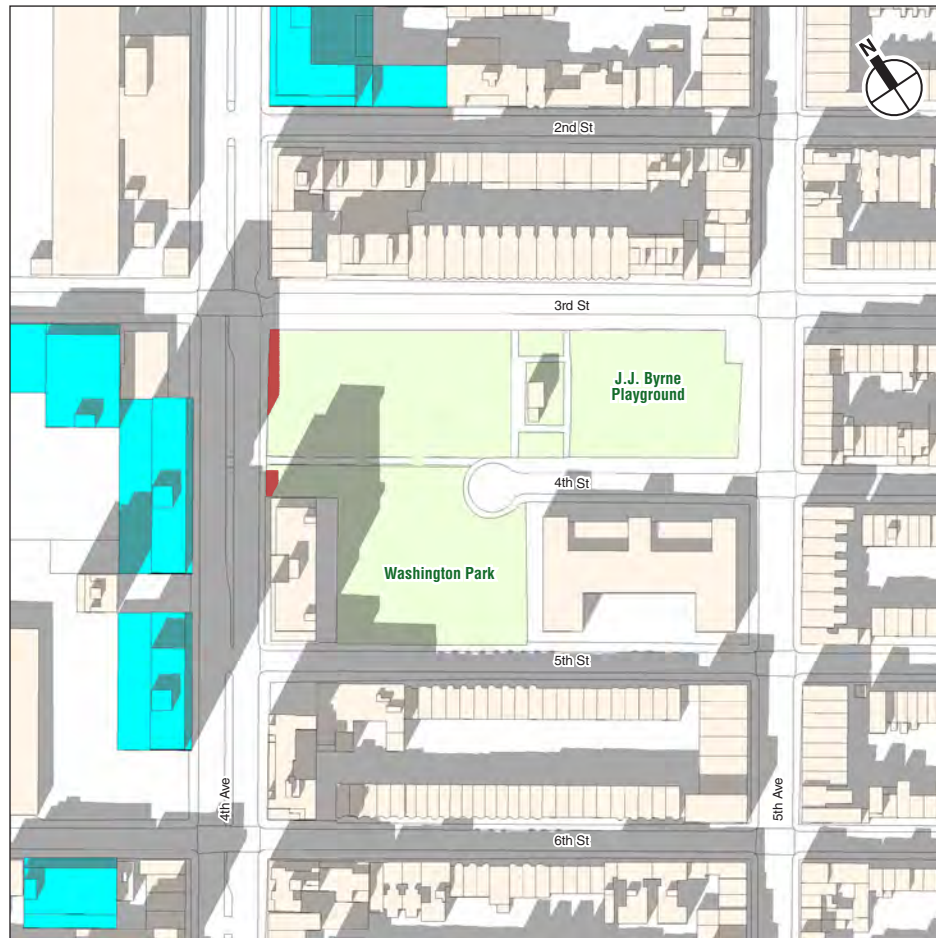 N
2nd St
3rd St
J.J. Byrne
Playground
4th St
Washington Park
5th St
4th Ave
5th Ave
6th St